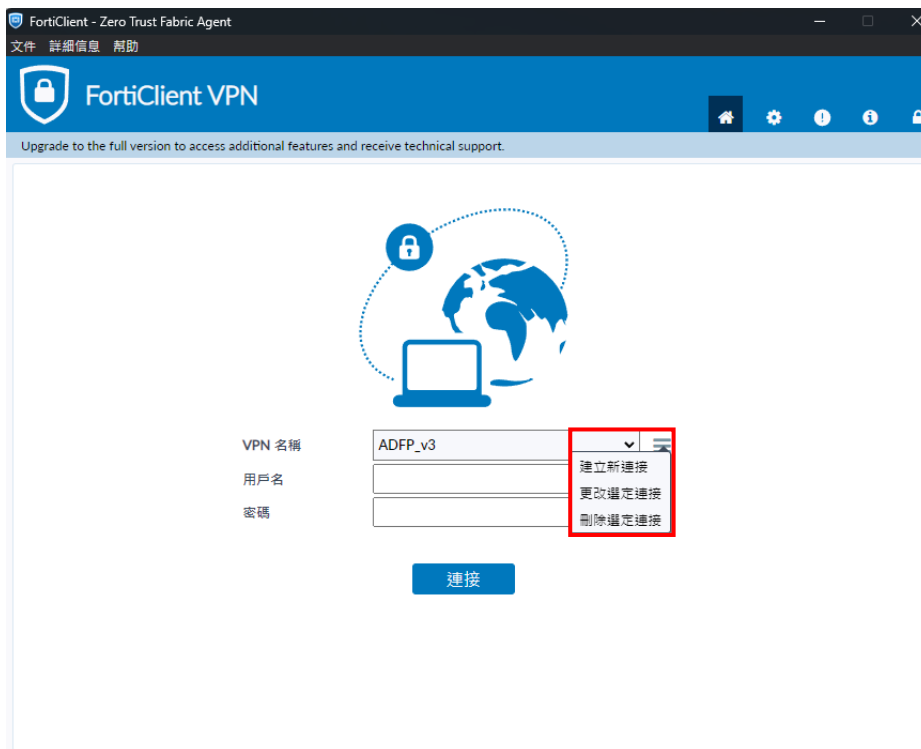 FortiClient - Zero Trust Fabric Agent
文件 詳細信息 幫助
FortiClient VPN
Upgrade to the full version to access additional features and receive technical support.
VPN 名稱 ADFP_v3
建立新連接
用戶名
更改選定連接
密碼
刪除選定連接
連接